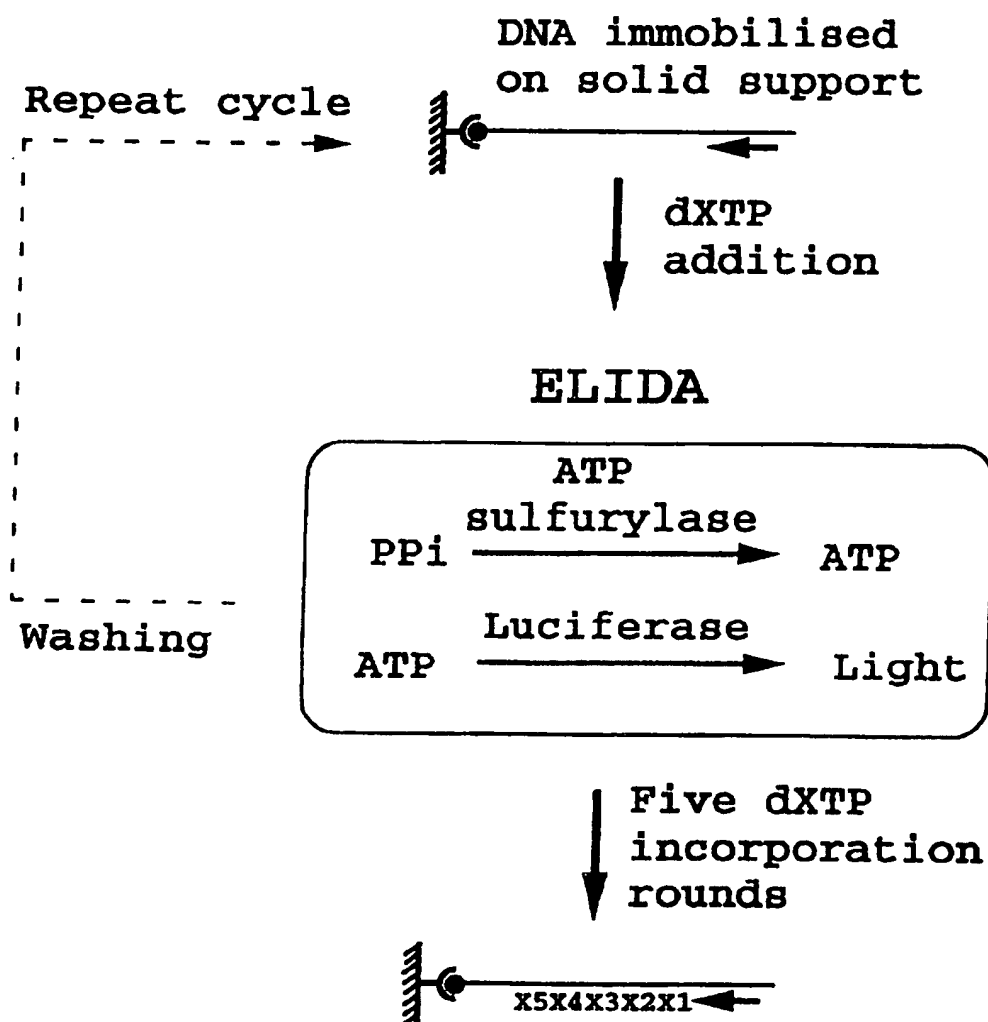 DNA immobilised
on solid support
Repeat cycle
dXTP
addition
ELIDA
ATP
sulfurylase
PPi
ATP
Washing
Luciferase
ATP
Light
Five dXTP
incorporation
rounds
X5X4X3X2X1